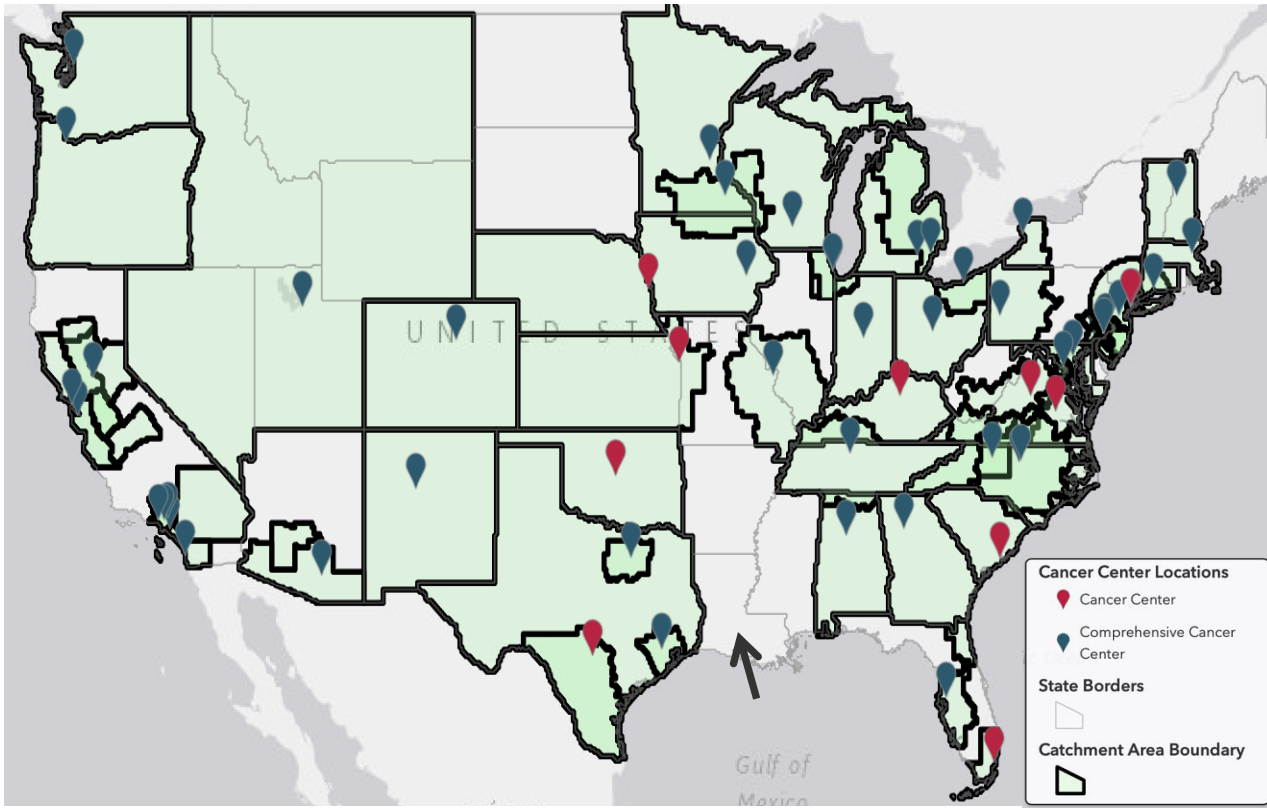 UNITED STATES
Gulf of
Mexico
Cancer Center Locations
Cancer Center
Comprehensive Cancer
Center
State Borders
Catchment Area Boundary